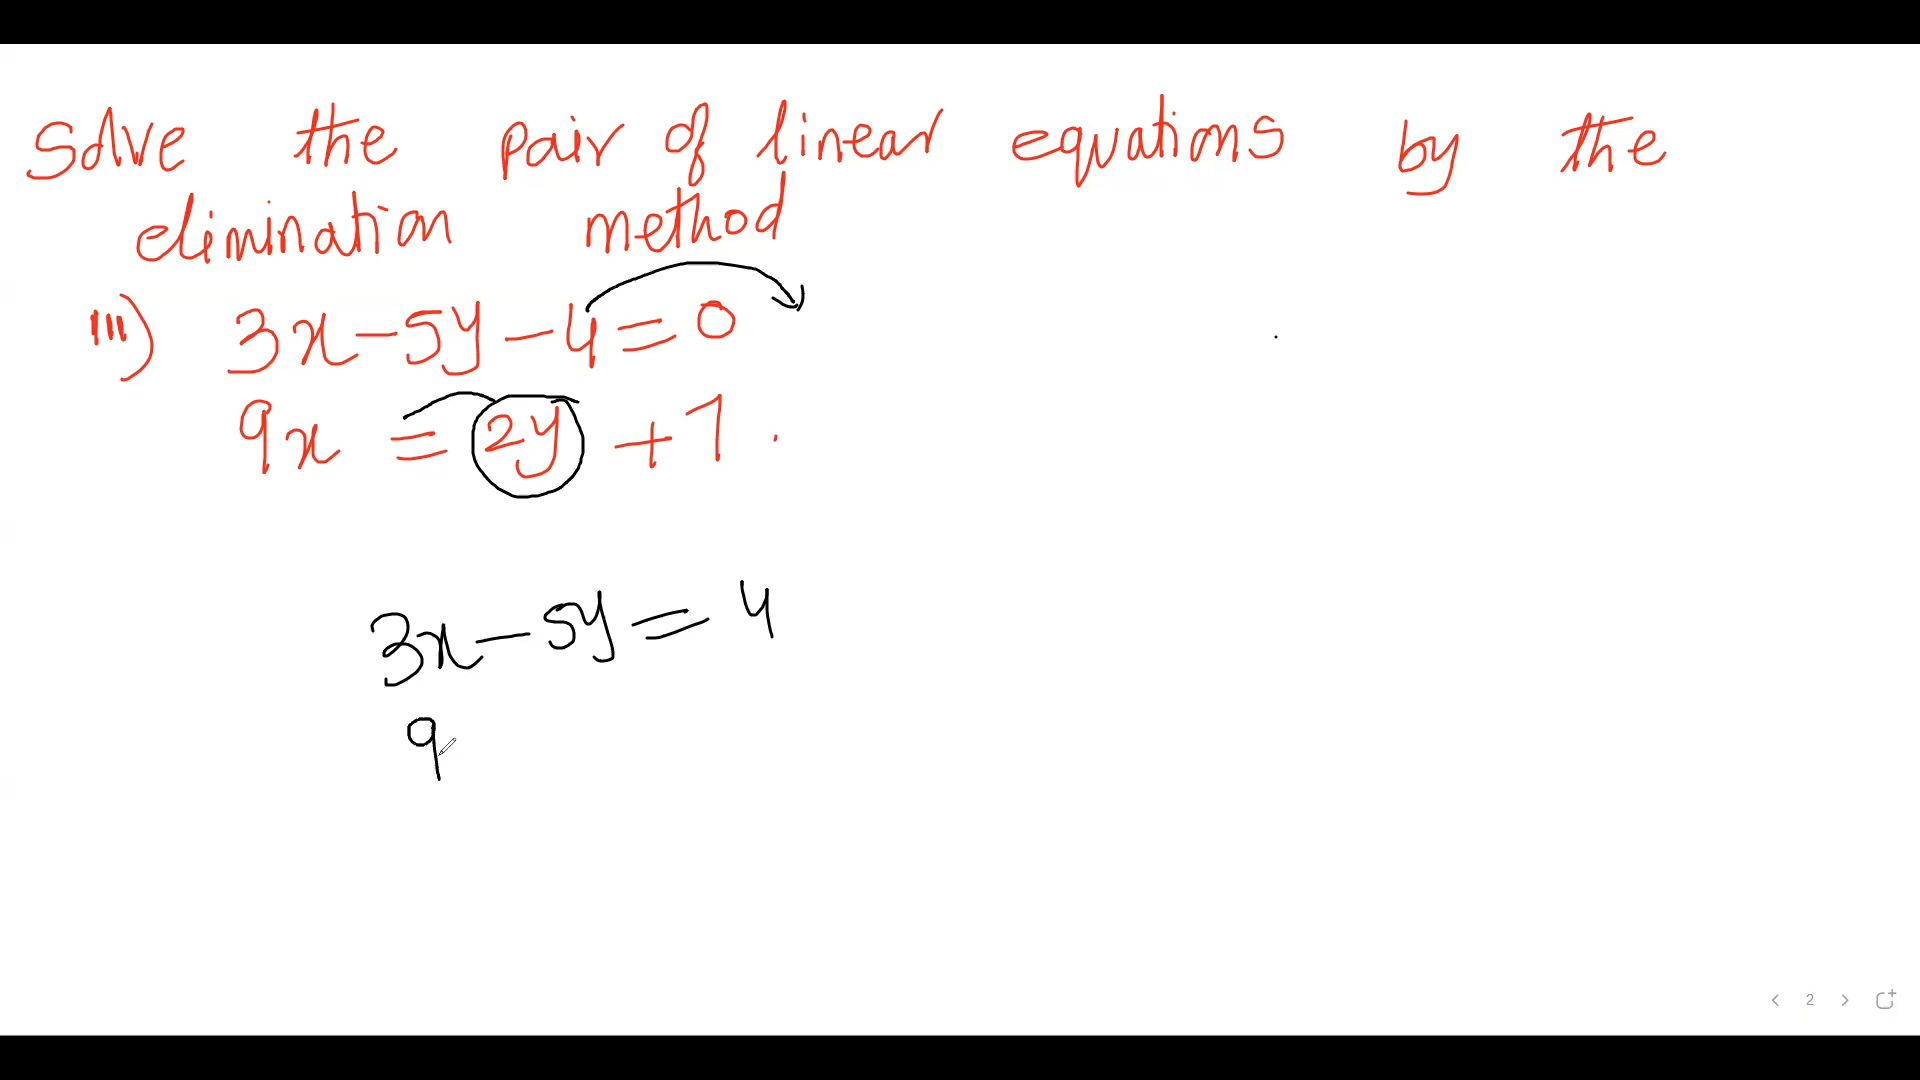 Solve the pair of linear equations by the
elimination method
III) 3x-5y-4=0
9x = 2y + 7.
3x-5y=4
9
2